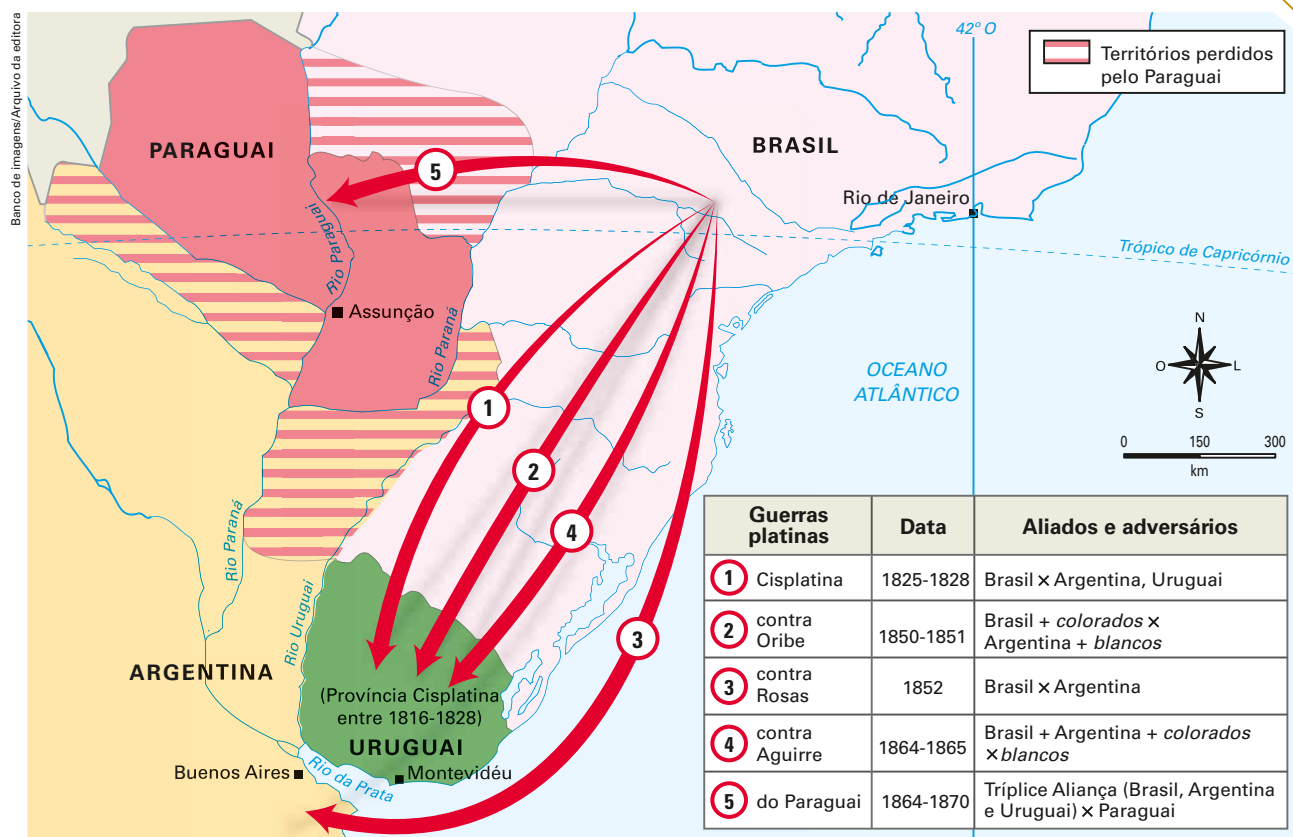 Banco de imagens/Arquivo da editora
42º O
Territórios perdidos
pelo Paraguai
PARAGUAI
BRASIL
5
Rio de Janeiro
Rio Paraguai
Trópico de Capricórnio
Assunção
Rio Paraná
N
O
L
S
OCEANO
ATLÂNTICO
1
2
4
3
0
150
300
km
Rio Paraná
Rio Uruguai
ARGENTINA
(Província Cisplatina
entre 1816-1828)
URUGUAI
Buenos Aires
Rio da Prata
Montevidéu
Guerras
platinas
Data
Aliados e adversários
1 Cisplatina 1825-1828 Brasil × Argentina, Uruguai
2 contra
Oribe
1850-1851
Brasil + colorados ×
Argentina + blancos
3 contra
Rosas
1852
Brasil × Argentina
4 contra
Aguirre
1864-1865
Brasil + Argentina + colorados
× blancos
5 do Paraguai
1864-1870
Tríplice Aliança (Brasil, Argentina
e Uruguai) × Paraguai